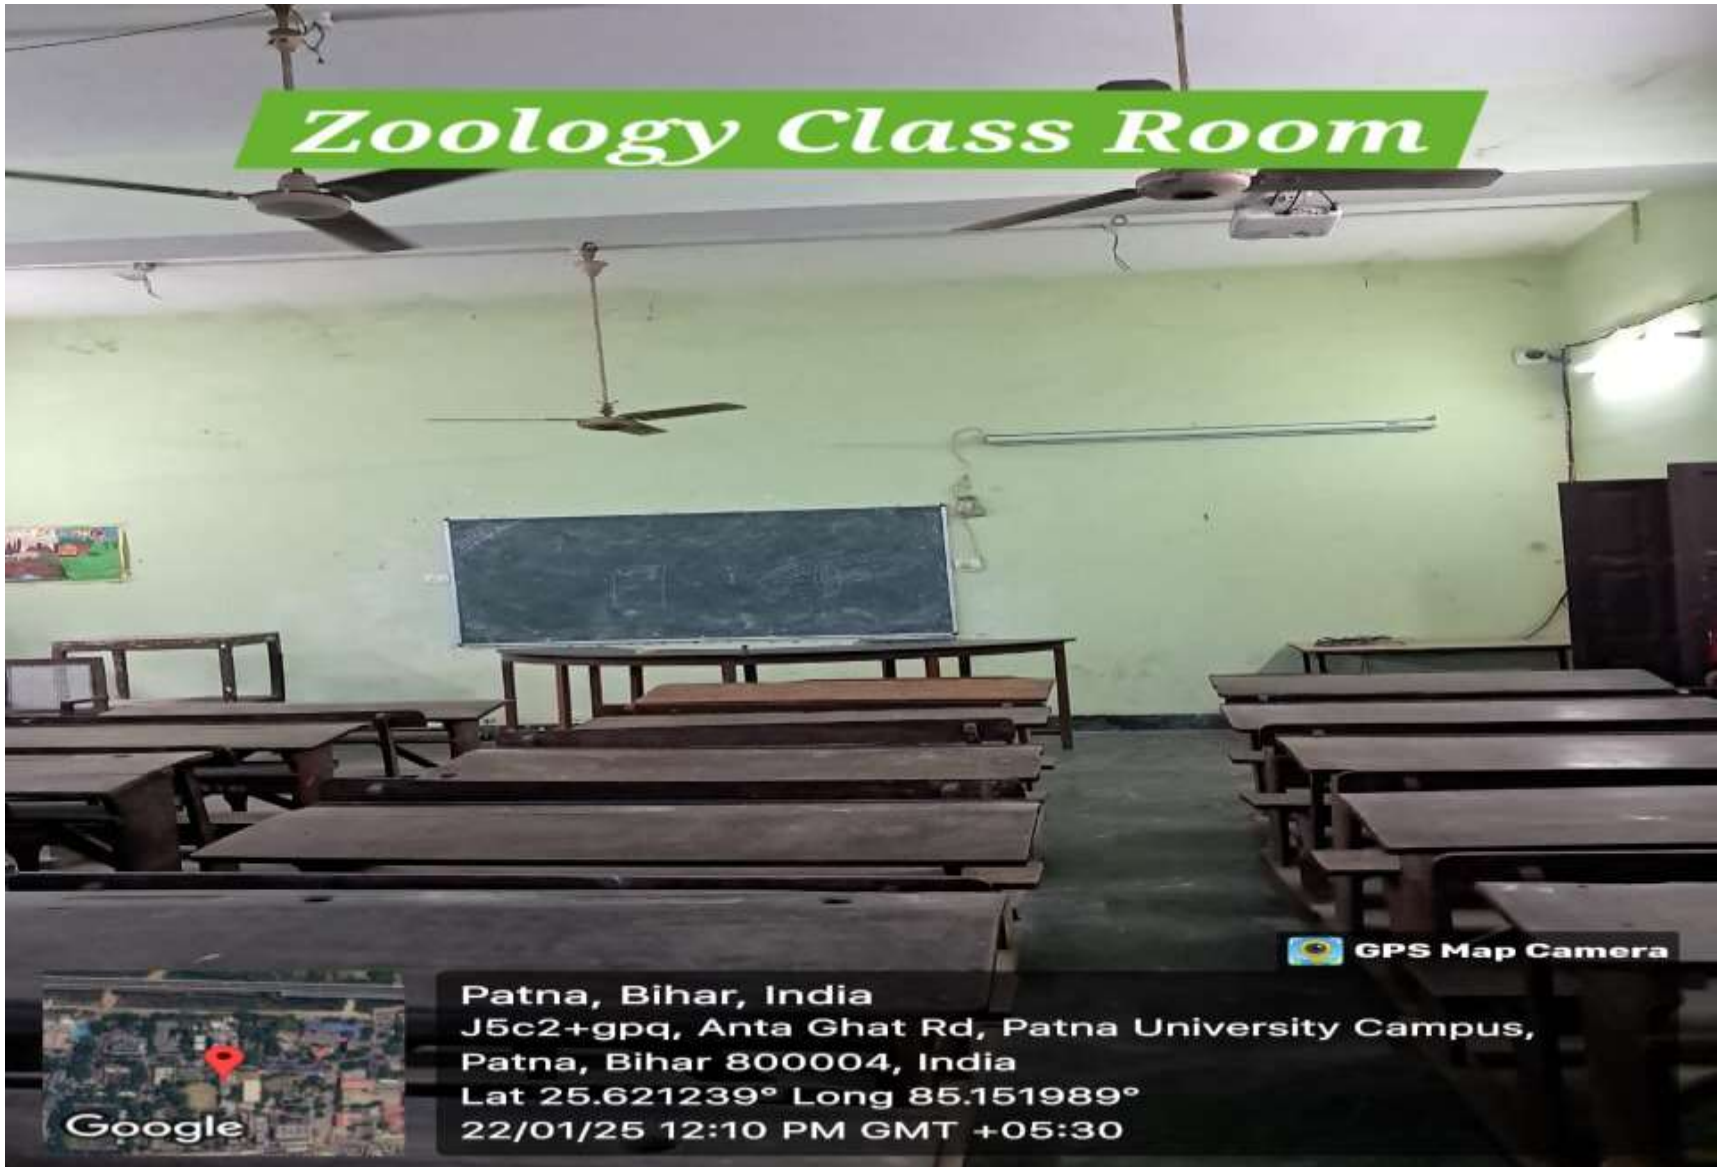 Zoology Class Room
GPS Map Camera
Patna, Bihar, India
J5c2+gpq, Anta Ghat Rd, Patna University Campus,
Patna, Bihar 800004, India
Lat 25.621239° Long 85.151989°
22/01/25 12:10 PM GMT +05:30
Google